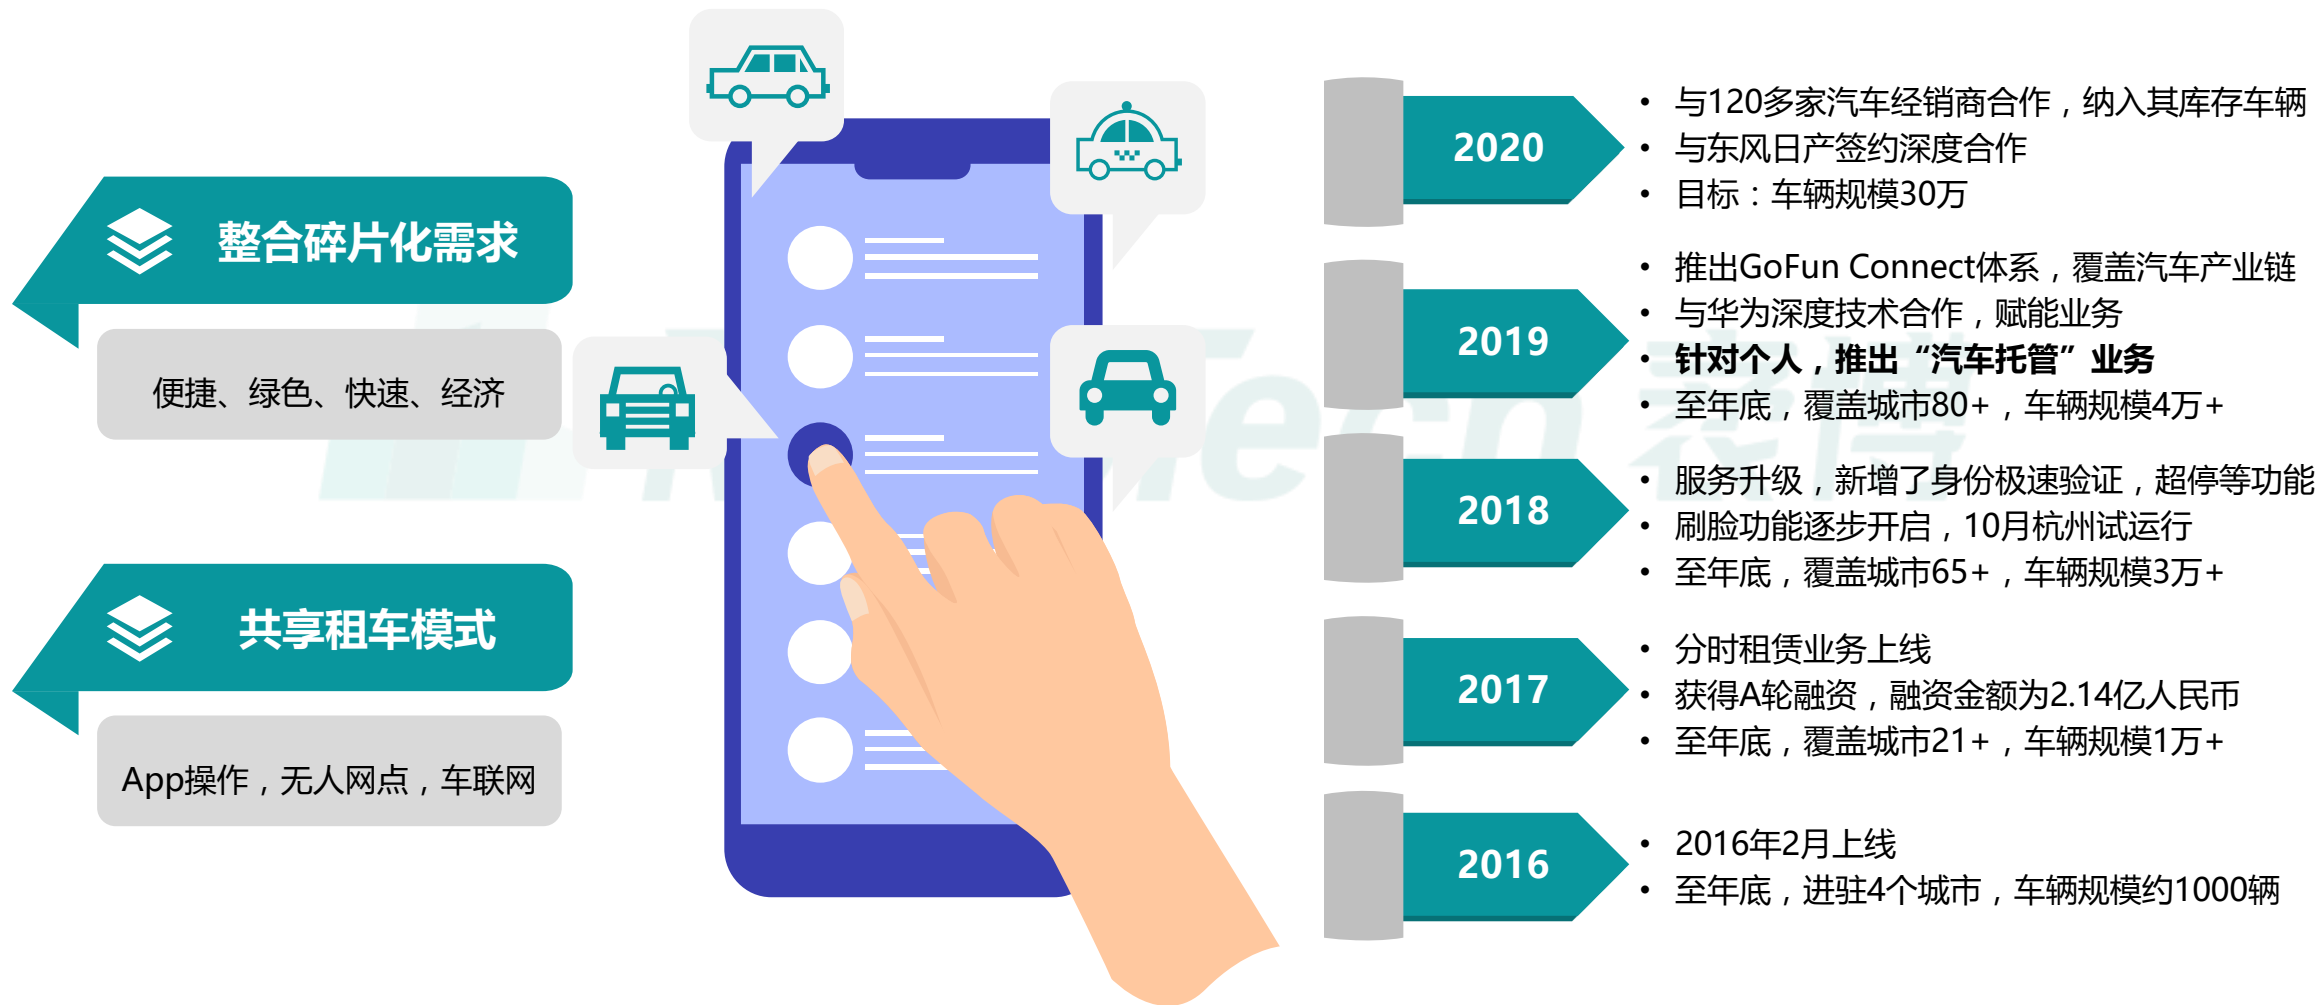 整合碎片化需求
便捷、绿色、快速、经济
共享租车模式
App操作，无人网点，车联网
2020
• 与120多家汽车经销商合作，纳入其库存车辆
• 与东风日产签约深度合作
• 目标：车辆规模30万
2019
• 推出GoFun Connect体系，覆盖汽车产业链
• 与华为深度技术合作，赋能业务
• 针对个人，推出“汽车托管”业务
• 至年底，覆盖城市80+，车辆规模4万+
2018
• 服务升级，新增了身份极速验证，超停等功能
• 刷脸功能逐步开启，10月杭州试运行
• 至年底，覆盖城市65+，车辆规模3万+
2017
• 分时租赁业务上线
• 获得A轮融资，融资金额为2.14亿人民币
• 至年底，覆盖城市21+，车辆规模1万+
2016
• 2016年2月上线
• 至年底，进驻4个城市，车辆规模约1000辆